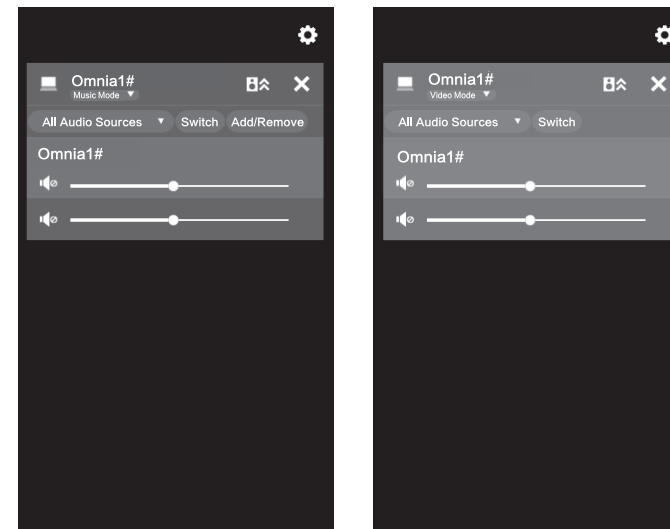 Omnia1#
Music Mode ▼
All Audio Sources ▼ Switch Add/Remove
Omnia1#
Omnia1#
Video Mode ▼
All Audio Sources ▼ Switch
Omnia1#